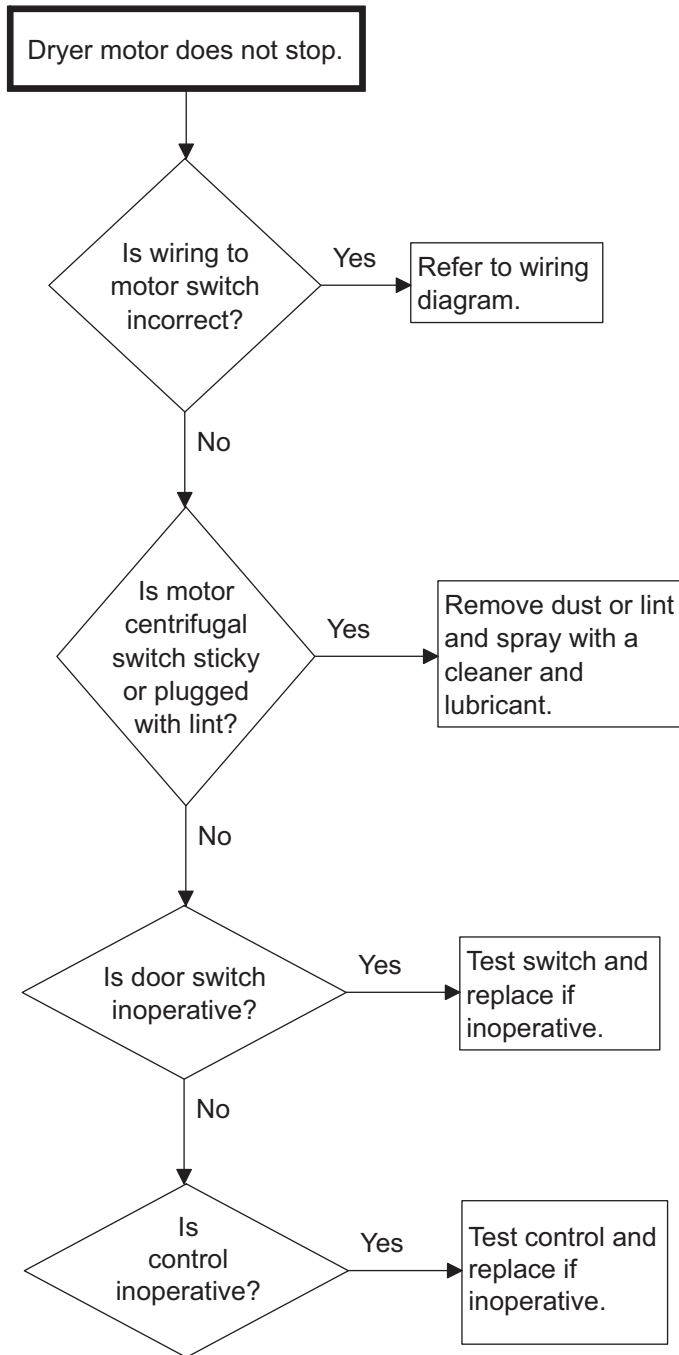 Dryer motor does not stop.
Is wiring to
motor switch
incorrect?
Yes
Refer to wiring
diagram.
No
Is motor
centrifugal
switch sticky
or plugged
with lint?
Yes
Remove dust or lint
and spray with a
cleaner and
lubricant.
No
Is door switch
inoperative?
Yes
Test switch and
replace if
inoperative.
No
Is
control
inoperative?
Yes
Test control and
replace if
inoperative.